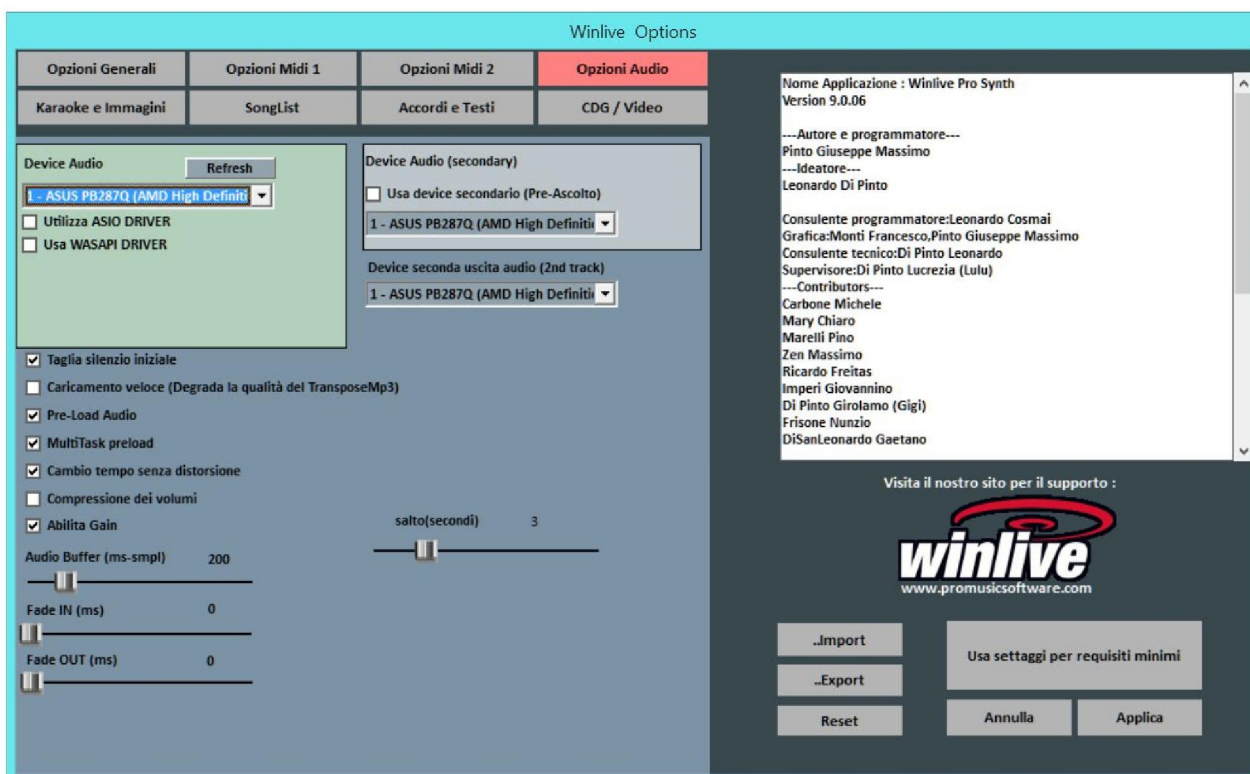 Winlive Options
Opzioni Generali
Opzioni Midi 1
Opzioni Midi 2
Opzioni Audio
Karaoke e Immagini
SongList
Accordi e Testi
CDG / Video
Device Audio
Refresh
1 - ASUS PB287Q (AMD High Definiti
Utilizza ASIO DRIVER
Usa WASAPI DRIVER
Device Audio (secondary)
Usa device secondario (Pre-Ascolto)
1 - ASUS PB287Q (AMD High Definiti
Device seconda uscita audio (2nd track)
1 - ASUS PB287Q (AMD High Definiti
Taglia silenzio iniziale
Caricamento veloce (Degrada la qualità del TransposeMp3)
Pre-Load Audio
MultiTask preload
Cambio tempo senza distorsione
Compressione dei volumi
Abilita Gain
Audio Buffer (ms-smpl) 200
Fade IN (ms) 0
Fade OUT (ms) 0
salto(secondi) 3
Nome Applicazione : Winlive Pro Synth
Version 9.0.06
---Autore e programmatore---
Pinto Giuseppe Massimo
---Ideatore---
Leonardo Di Pinto
Consulente programmatore:Leonardo Cosmai
Grafica:Monti Francesco,Pinto Giuseppe Massimo
Consulente tecnico:Di Pinto Leonardo
Supervisore:Di Pinto Lucrezia (Lulu)
---Contributors---
Carbone Michele
Mary Chiaro
Marelli Pino
Zen Massimo
Ricardo Freitas
Imperi Giovannino
Di Pinto Girolamo (Gigi)
Frisone Nunzio
DiSanLeonardo Gaetano
Visita il nostro sito per il supporto :
winlive
www.promusicsoftware.com
..Import
..Export
Reset
Usa settaggi per requisiti minimi
Annulla
Applica